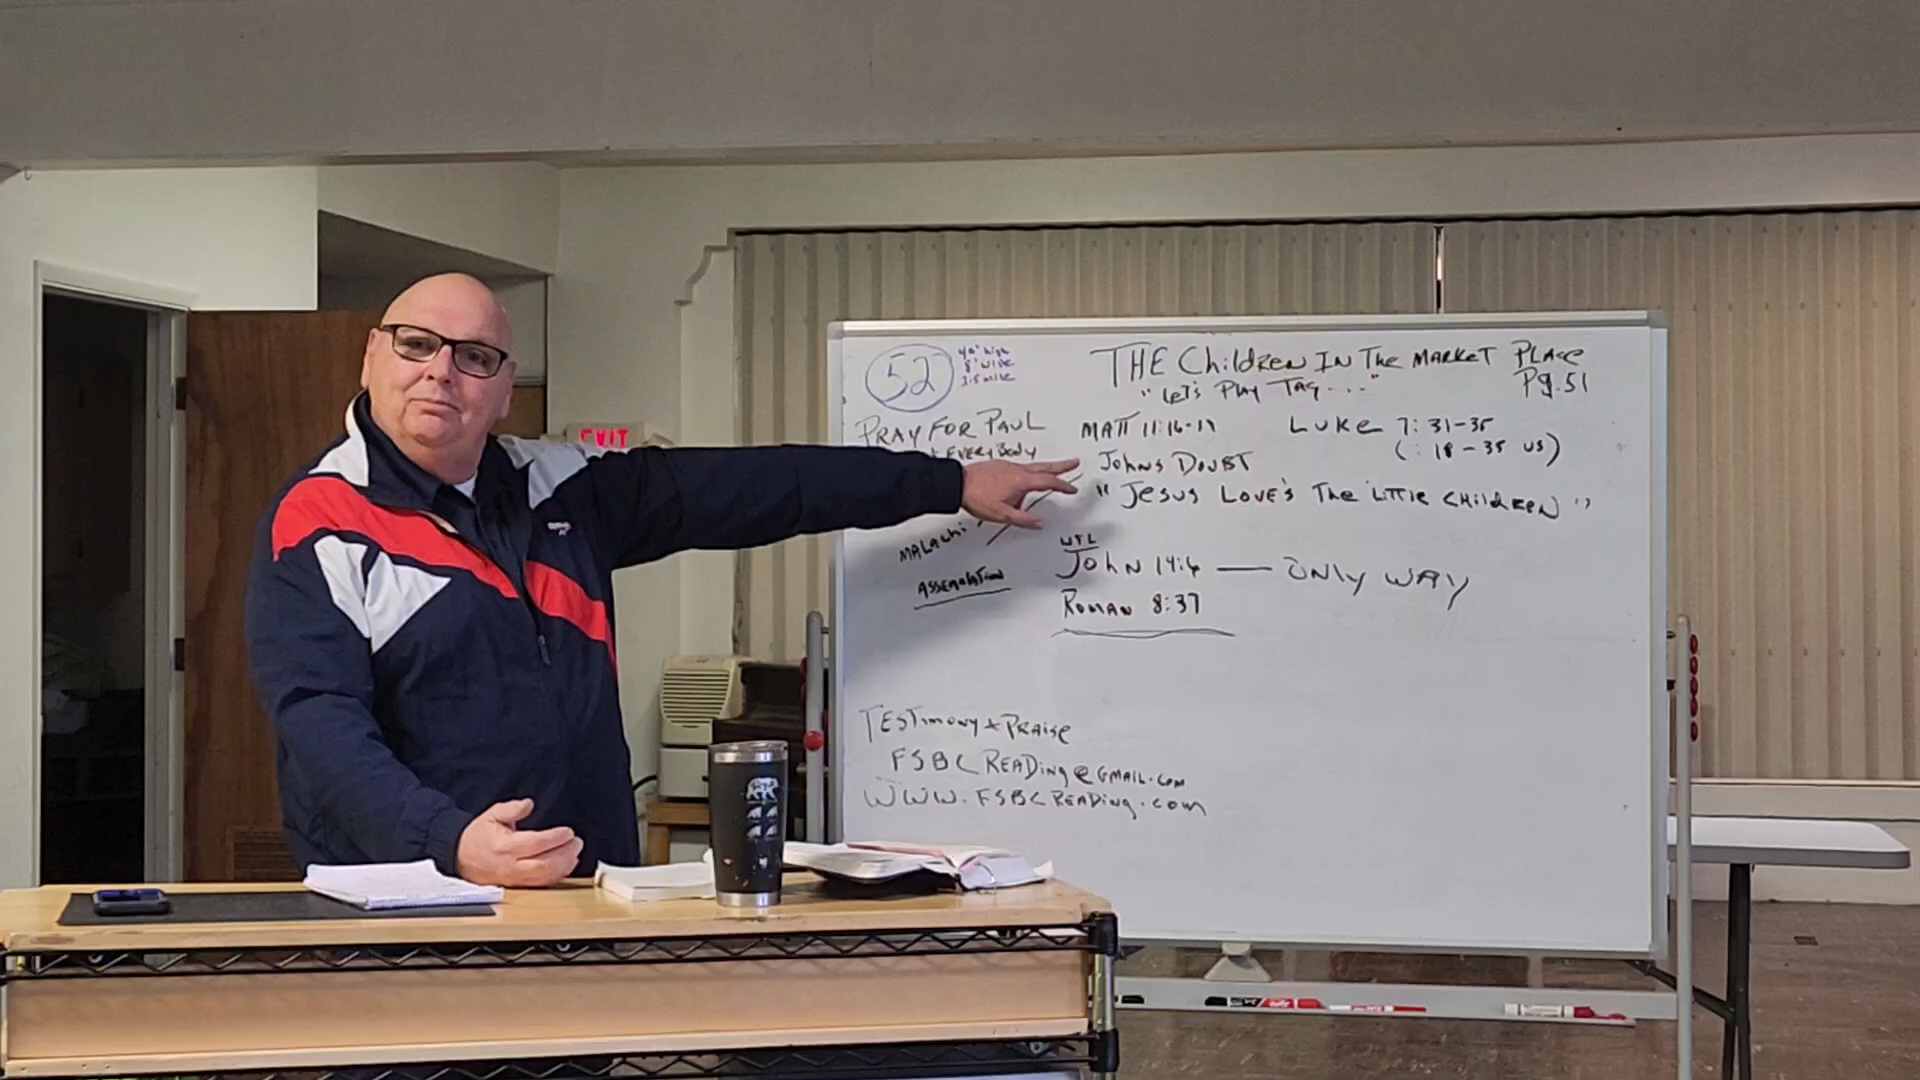 52
40' high
8' wide
3.5 mile
THE Children In The Market Place
"Let's Play Tag..."
Pg. 51
PRAY FOR PAUL
EVERYBody
MATT 11:16-19
Luke 7:31-35
(:18-35 us)
Johns DouBT
"Jesus Love's The Little Children"
MALAchi
John 14:6 — Only Way
Roman 8:37
TESTimony + PRAise
FSBCREADing@GMAIL.com
WWW.FSBCREADing.com
EXIT